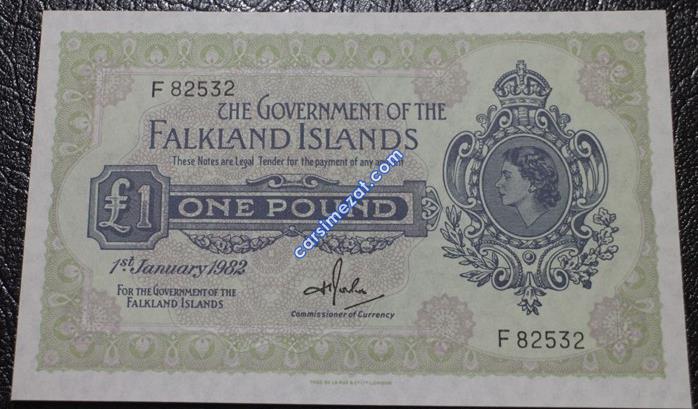 F 82532
THE GOVERNMENT OF THE
FALKLAND ISLANDS
These Notes are Legal Tender for the payment of any amount
£1
ONE POUND
carsimezat.com
1st. January 1982
FOR THE GOVERNMENT OF THE
FALKLAND ISLANDS
Commissioner of Currency
F 82532